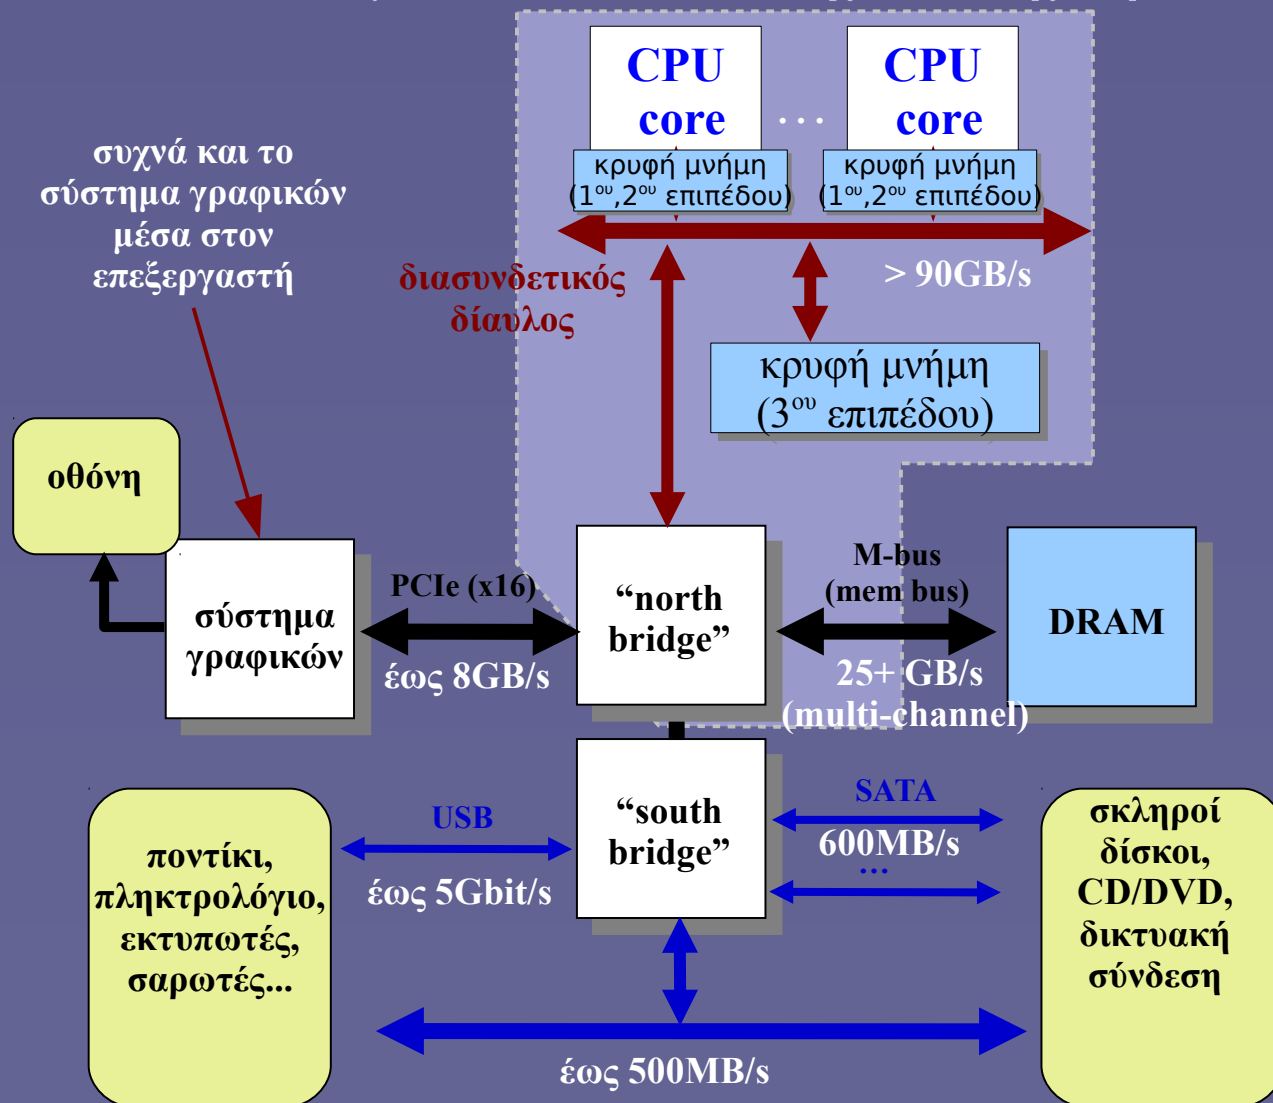 CPU
core
CPU
core
...
κρυφή μνήμη
(1ου,2ου επιπέδου)
κρυφή μνήμη
(1ου,2ου επιπέδου)
συχνά και το
σύστημα γραφικών
μέσα στον
επεξεργαστή
διασυνδετικός
δίαυλος
> 90GB/s
κρυφή μνήμη
(3ου επιπέδου)
οθόνη
σύστημα
γραφικών
PCIe (x16)
έως 8GB/s
“north
bridge”
M-bus
(mem bus)
25+ GB/s
(multi-channel)
DRAM
ποντίκι,
πληκτρολόγιο,
εκτυπωτές,
σαρωτές...
USB
έως 5Gbit/s
“south
bridge”
SATA
600MB/s
...
σκληροί
δίσκοι,
CD/DVD,
δικτυακή
σύνδεση
έως 500MB/s